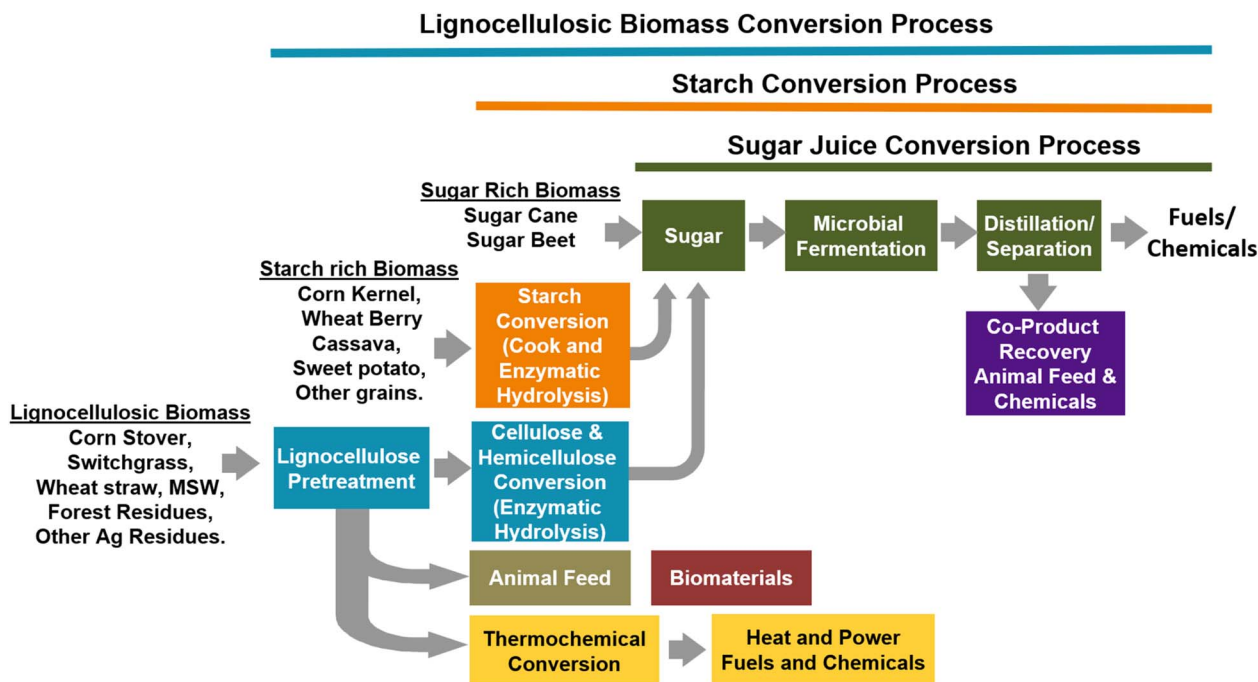 Lignocellulosic Biomass Conversion Process
Starch Conversion Process
Sugar Juice Conversion Process
Sugar Rich Biomass
Sugar Cane
Sugar Beet
Sugar
Microbial
Fermentation
Distillation/
Separation
Fuels/
Chemicals
Starch rich Biomass
Corn Kernel,
Wheat Berry
Cassava,
Sweet potato,
Other grains.
Starch
Conversion
(Cook and
Enzymatic
Hydrolysis)
Co-Product
Recovery
Animal Feed &
Chemicals
Lignocellulosic Biomass
Corn Stover,
Switchgrass,
Wheat straw, MSW,
Forest Residues,
Other Ag Residues.
Lignocellulose
Pretreatment
Cellulose &
Hemicellulose
Conversion
(Enzymatic
Hydrolysis)
Animal Feed
Biomaterials
Thermochemical
Conversion
Heat and Power
Fuels and Chemicals